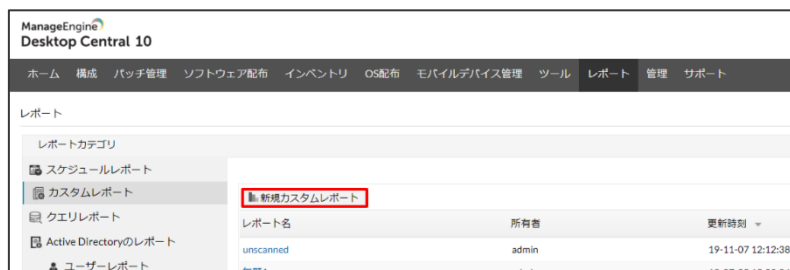 ManageEngine
Desktop Central 10
ホーム 構成 パッチ管理 ソフトウェア配布 インベントリ OS配布 モバイルデバイス管理 ツール レポート 管理 サポート
レポート
レポートカテゴリ
スケジュールレポート
カスタムレポート
新規カスタムレポート
クエリレポート
レポート名 所有者 更新時刻
Active Directoryのレポート
unscanned admin 19-11-07 12:12:38
ユーザーレポート